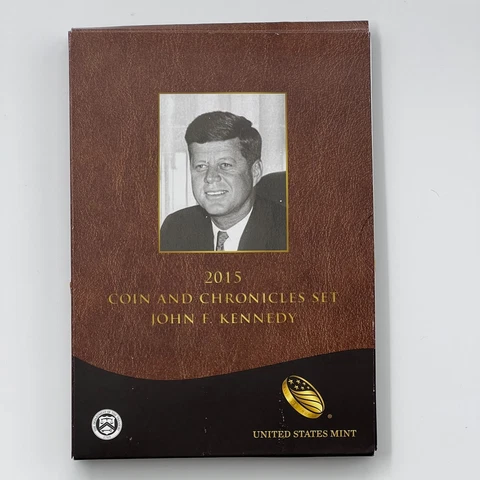 2015
COIN AND CHRONICLES SET
JOHN F. KENNEDY
UNITED STATES MINT